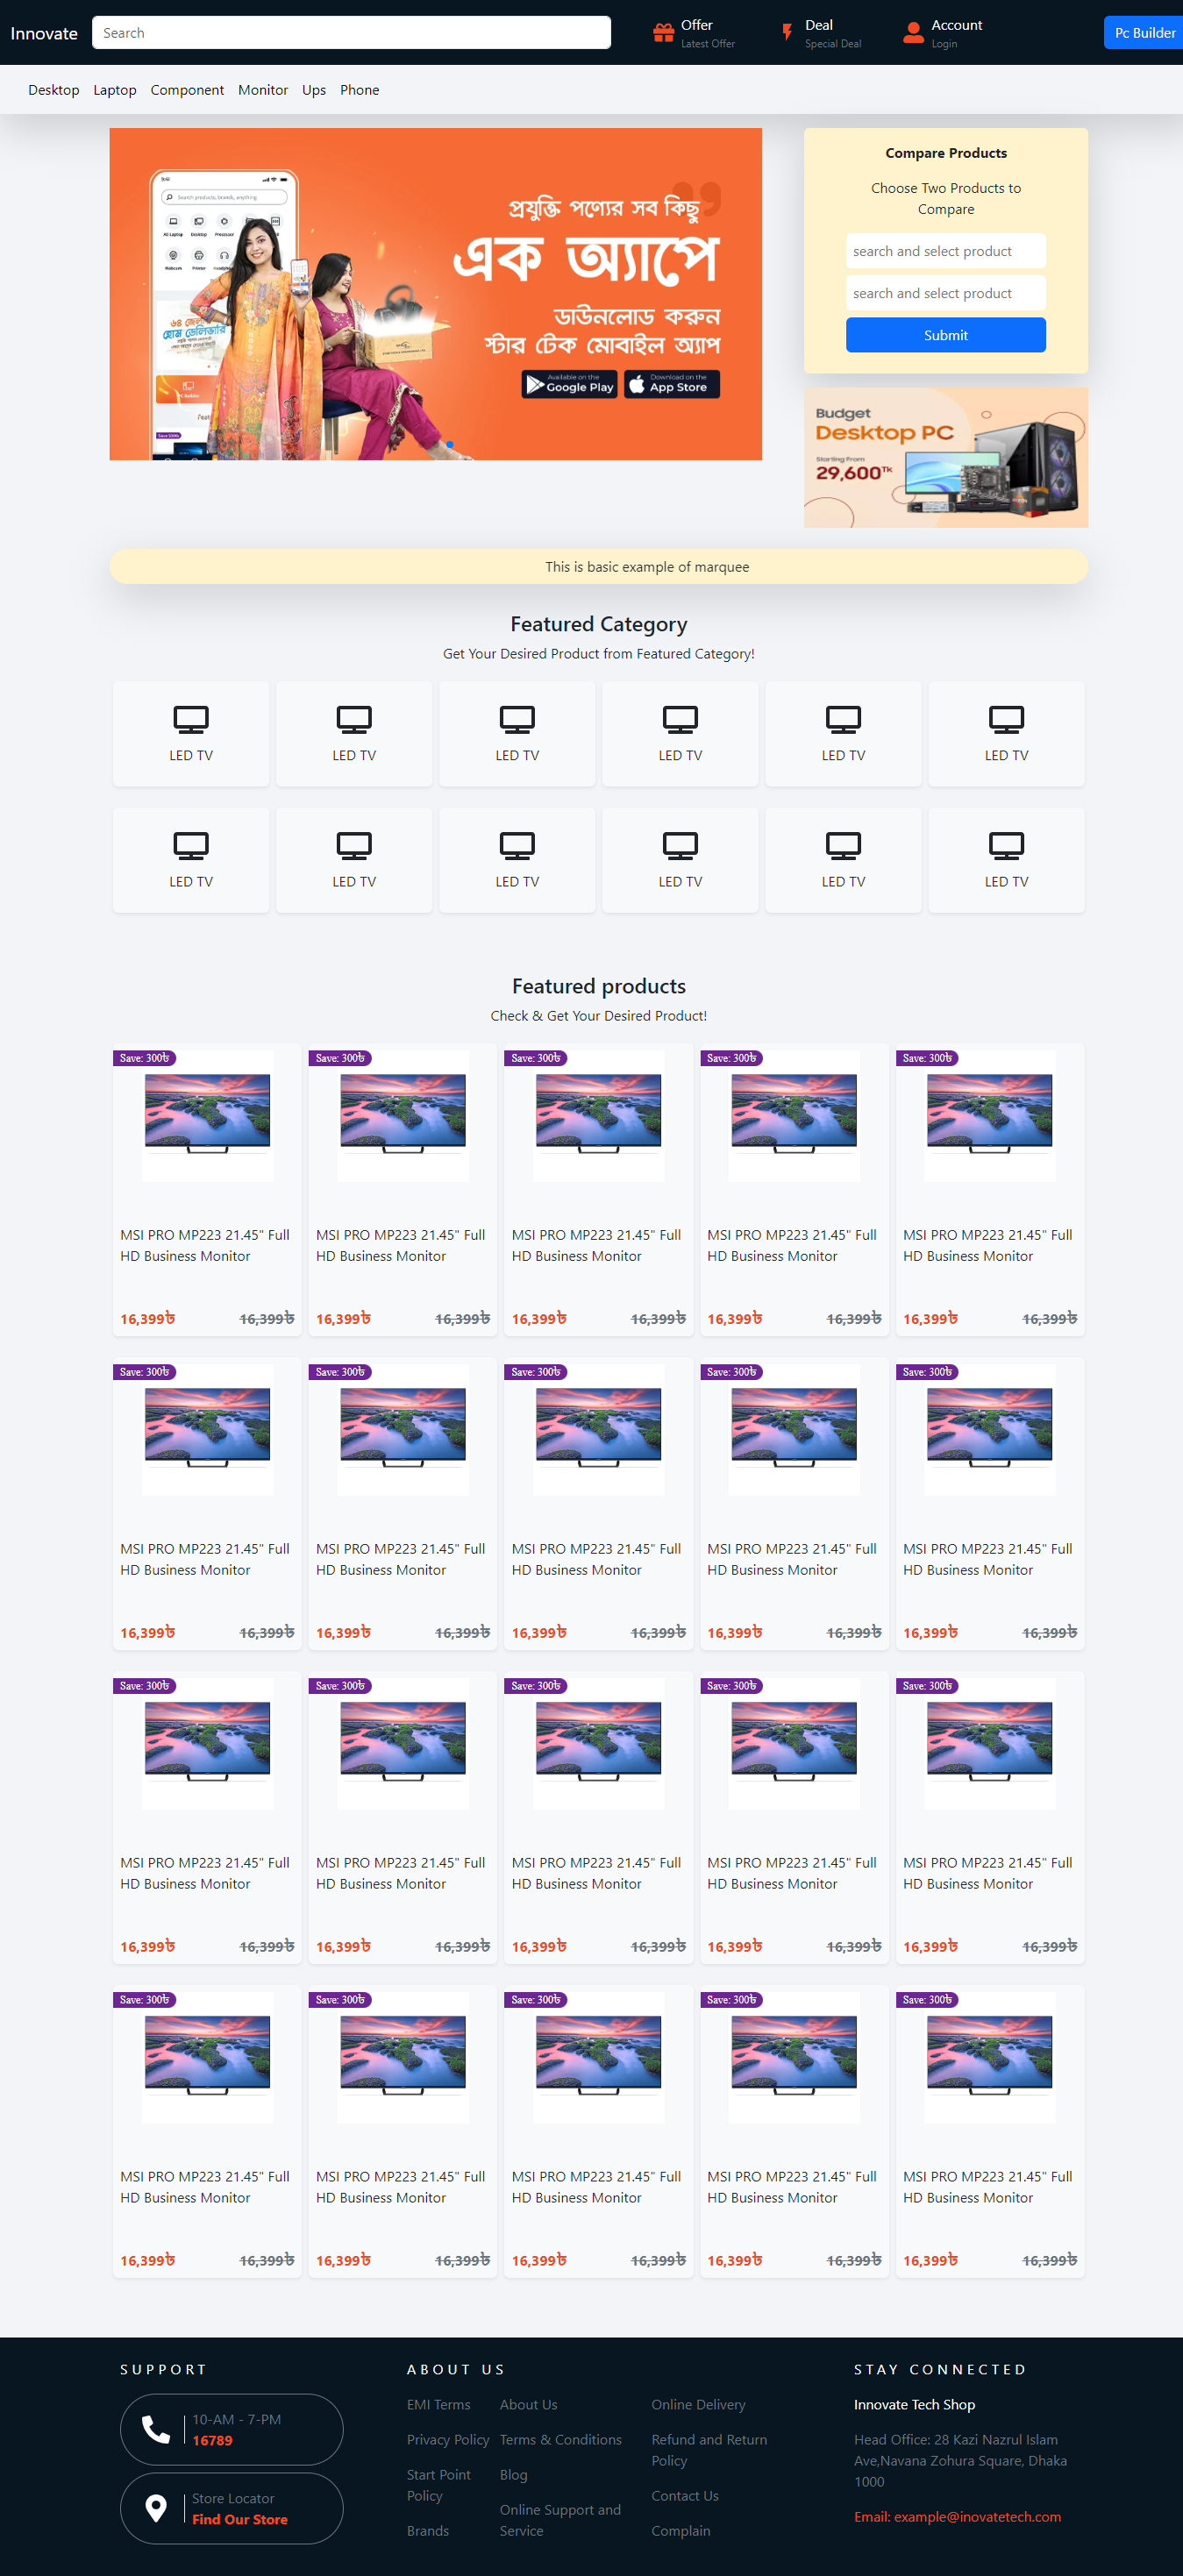 Innovate
Search
Offer
Latest Offer
Deal
Special Deal
Account
Login
Pc Builder
Desktop Laptop Component Monitor Ups Phone
9:41
Search products, brands, anything
All Laptop Desktop Processor
Webcam Printer Headphone
৬৪ জেলায়
হোম ডেলিভারি
PC Builder
প্রযুক্তি পণ্যের সব কিছু
এক অ্যাপে
ডাউনলোড করুন
স্টার টেক মোবাইল অ্যাপ
Available on the
Google Play
Download on the
App Store
Compare Products
Choose Two Products to
Compare
search and select product
search and select product
Submit
Budget
Desktop PC
Starting From
29,600Tk
This is basic example of marquee
Featured Category
Get Your Desired Product from Featured Category!
LED TV LED TV LED TV LED TV LED TV LED TV
LED TV LED TV LED TV LED TV LED TV LED TV
Featured products
Check & Get Your Desired Product!
Save: 300৳ Save: 300৳ Save: 300৳ Save: 300৳ Save: 300৳
MSI PRO MP223 21.45" Full MSI PRO MP223 21.45" Full MSI PRO MP223 21.45" Full MSI PRO MP223 21.45" Full MSI PRO MP223 21.45" Full
HD Business Monitor HD Business Monitor HD Business Monitor HD Business Monitor HD Business Monitor
16,399৳ 16,399৳ 16,399৳ 16,399৳ 16,399৳ 16,399৳ 16,399৳ 16,399৳ 16,399৳ 16,399৳
Save: 300৳ Save: 300৳ Save: 300৳ Save: 300৳ Save: 300৳
MSI PRO MP223 21.45" Full MSI PRO MP223 21.45" Full MSI PRO MP223 21.45" Full MSI PRO MP223 21.45" Full MSI PRO MP223 21.45" Full
HD Business Monitor HD Business Monitor HD Business Monitor HD Business Monitor HD Business Monitor
16,399৳ 16,399৳ 16,399৳ 16,399৳ 16,399৳ 16,399৳ 16,399৳ 16,399৳ 16,399৳ 16,399৳
Save: 300৳ Save: 300৳ Save: 300৳ Save: 300৳ Save: 300৳
MSI PRO MP223 21.45" Full MSI PRO MP223 21.45" Full MSI PRO MP223 21.45" Full MSI PRO MP223 21.45" Full MSI PRO MP223 21.45" Full
HD Business Monitor HD Business Monitor HD Business Monitor HD Business Monitor HD Business Monitor
16,399৳ 16,399৳ 16,399৳ 16,399৳ 16,399৳ 16,399৳ 16,399৳ 16,399৳ 16,399৳ 16,399৳
Save: 300৳ Save: 300৳ Save: 300৳ Save: 300৳ Save: 300৳
MSI PRO MP223 21.45" Full MSI PRO MP223 21.45" Full MSI PRO MP223 21.45" Full MSI PRO MP223 21.45" Full MSI PRO MP223 21.45" Full
HD Business Monitor HD Business Monitor HD Business Monitor HD Business Monitor HD Business Monitor
16,399৳ 16,399৳ 16,399৳ 16,399৳ 16,399৳ 16,399৳ 16,399৳ 16,399৳ 16,399৳ 16,399৳
SUPPORT
10-AM - 7-PM
16789
Store Locator
Find Our Store
ABOUT US
EMI Terms
Privacy Policy
Start Point
Policy
Brands
About Us
Terms & Conditions
Blog
Online Support and
Service
Online Delivery
Refund and Return
Policy
Contact Us
Complain
STAY CONNECTED
Innovate Tech Shop
Head Office: 28 Kazi Nazrul Islam
Ave,Navana Zohura Square, Dhaka
1000
Email: example@inovatetech.com